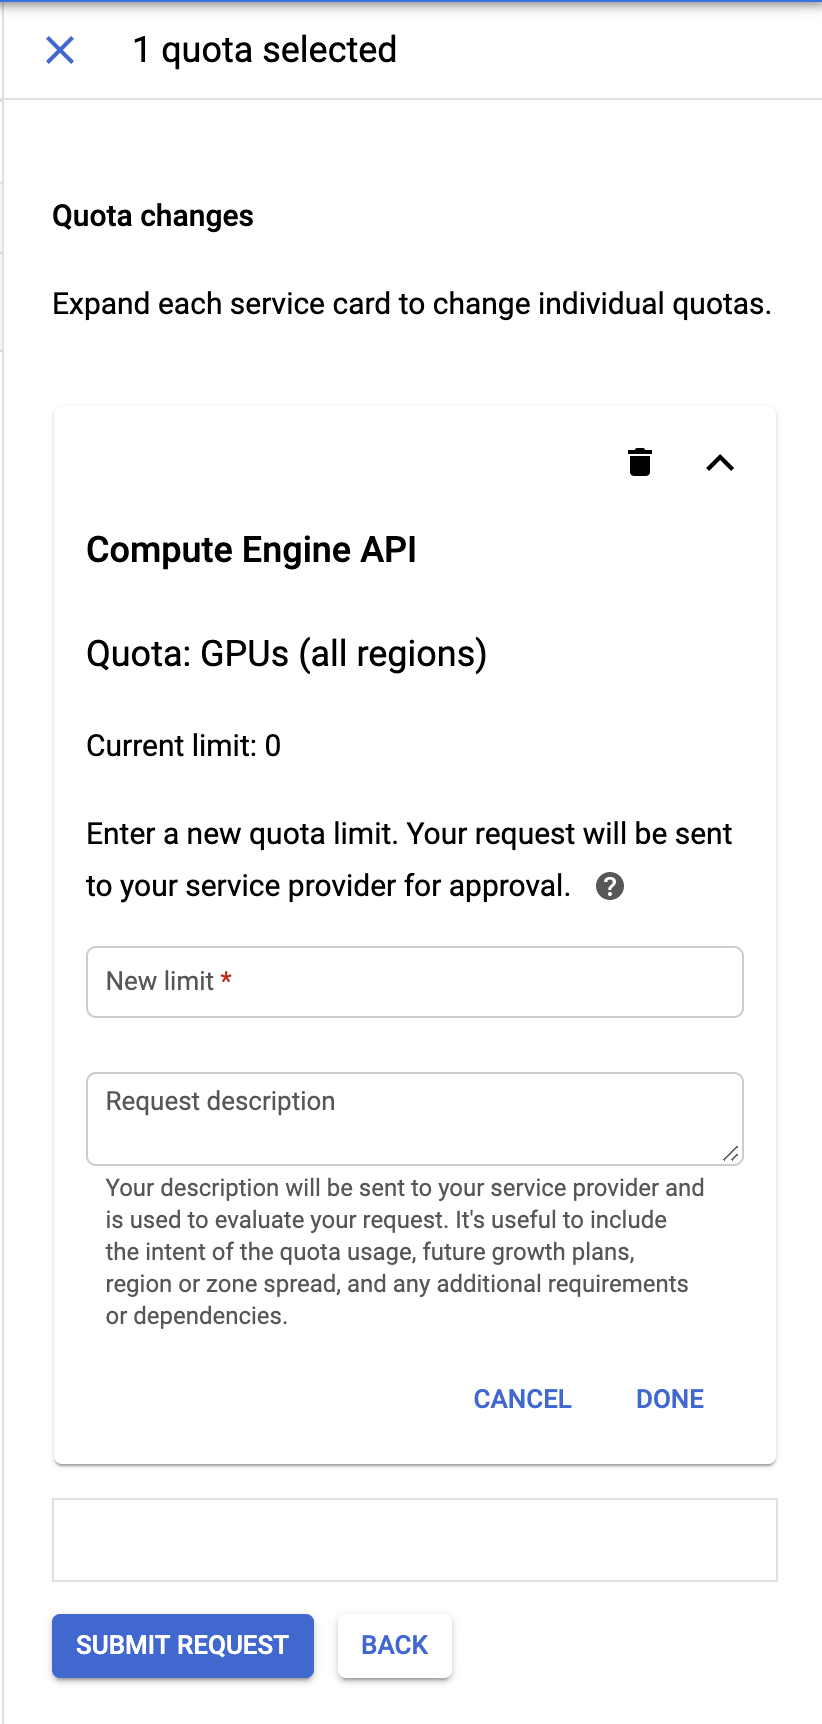 1 quota selected
Quota changes
Expand each service card to change individual quotas.
Compute Engine API
Quota: GPUs (all regions)
Current limit: 0
Enter a new quota limit. Your request will be sent
to your service provider for approval.
New limit *
Request description
Your description will be sent to your service provider and
is used to evaluate your request. It's useful to include
the intent of the quota usage, future growth plans,
region or zone spread, and any additional requirements
or dependencies.
CANCEL DONE
SUBMIT REQUEST BACK